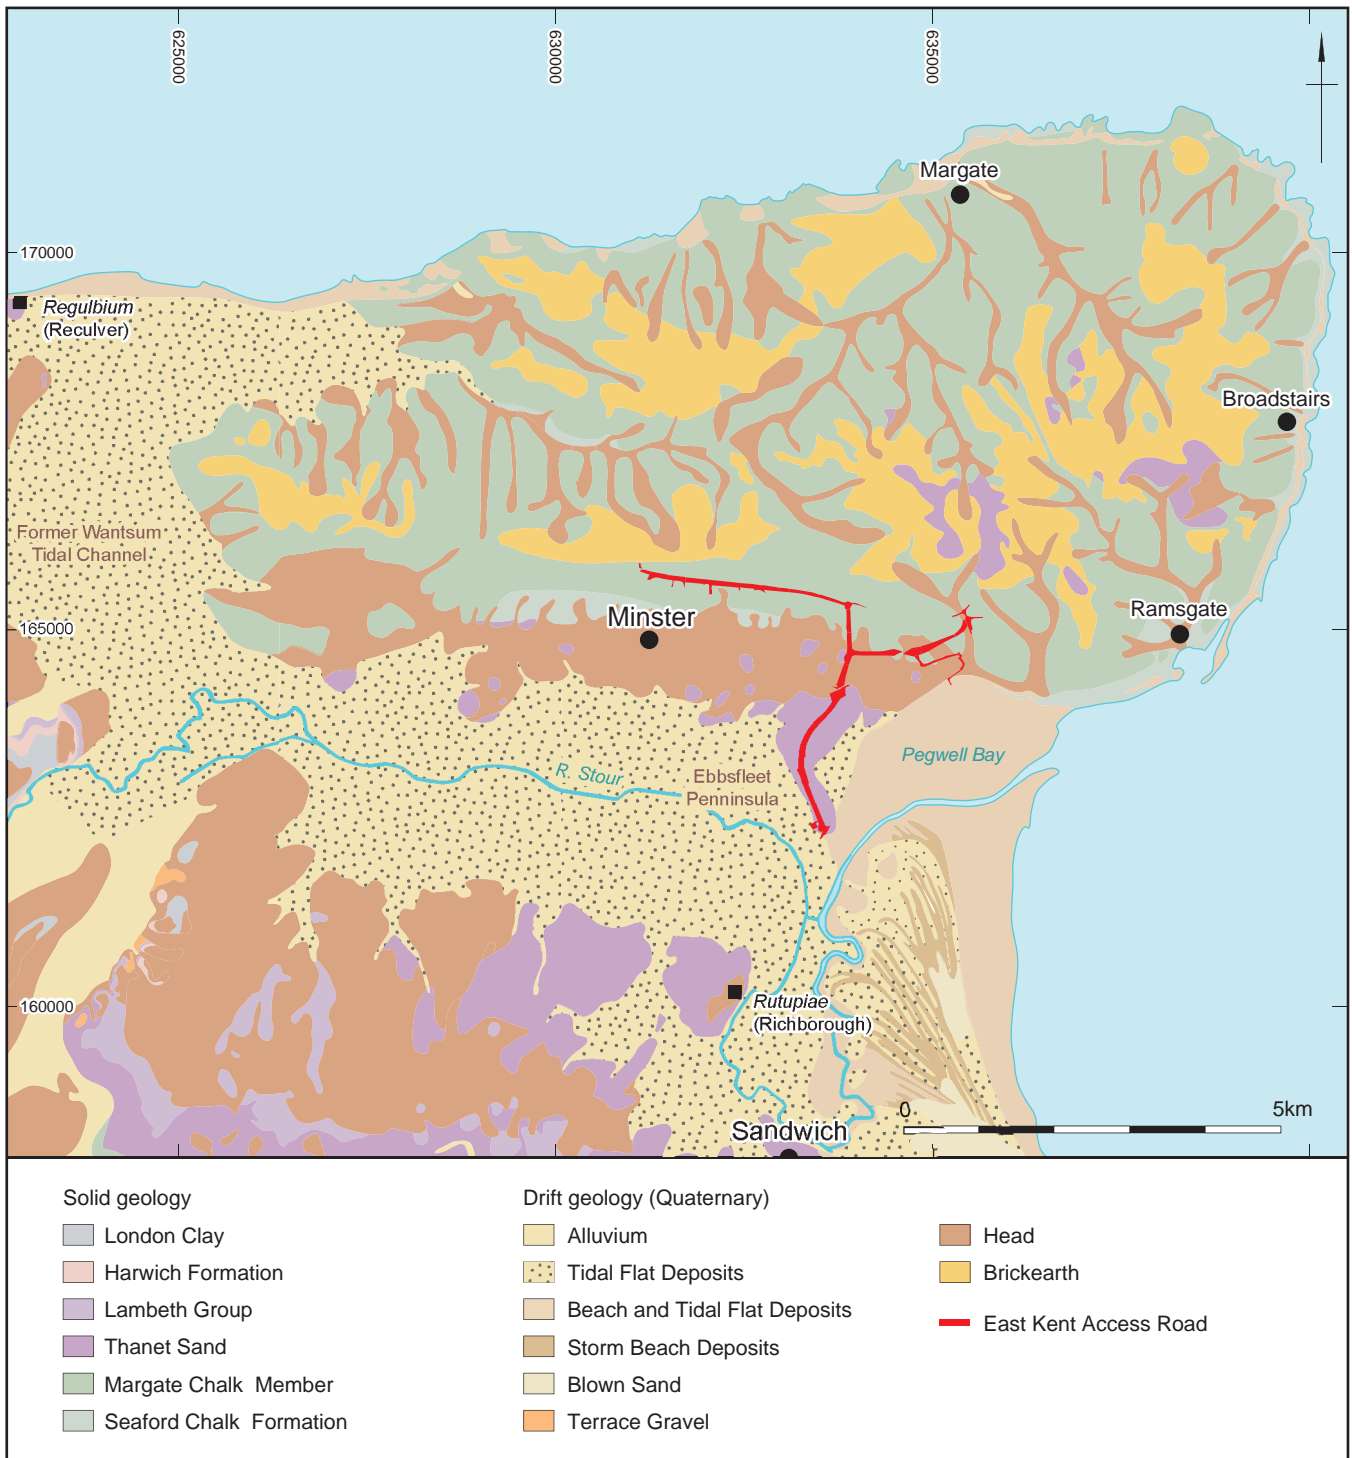 625000
630000
635000
Margate
170000
Regulbium
(Reculver)
Broadstairs
Former Wantsum
Tidal Channel
Ramsgate
Minster
165000
Pegwell Bay
R. Stour
Ebbsfleet
Penninsula
160000
Rutupiae
(Richborough)
0
5km
Sandwich
Solid geology
London Clay
Harwich Formation
Lambeth Group
Thanet Sand
Margate Chalk Member
Seaford Chalk Formation
Drift geology (Quaternary)
Alluvium
Tidal Flat Deposits
Beach and Tidal Flat Deposits
Storm Beach Deposits
Blown Sand
Terrace Gravel
Head
Brickearth
East Kent Access Road